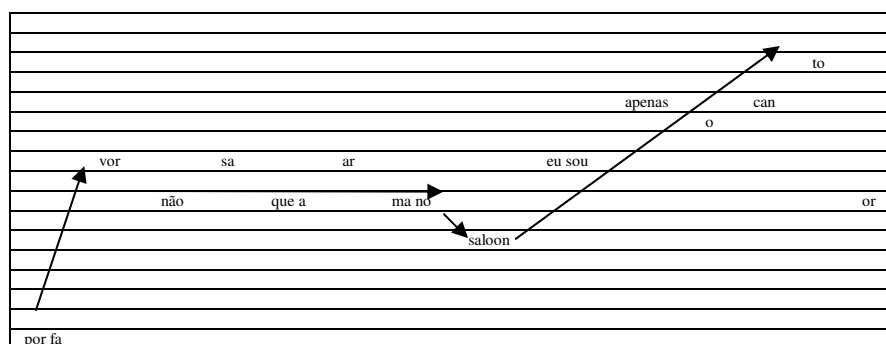 to
apenas can
o
vor sa ar eu sou
não que a ma no or
saloon
por fa